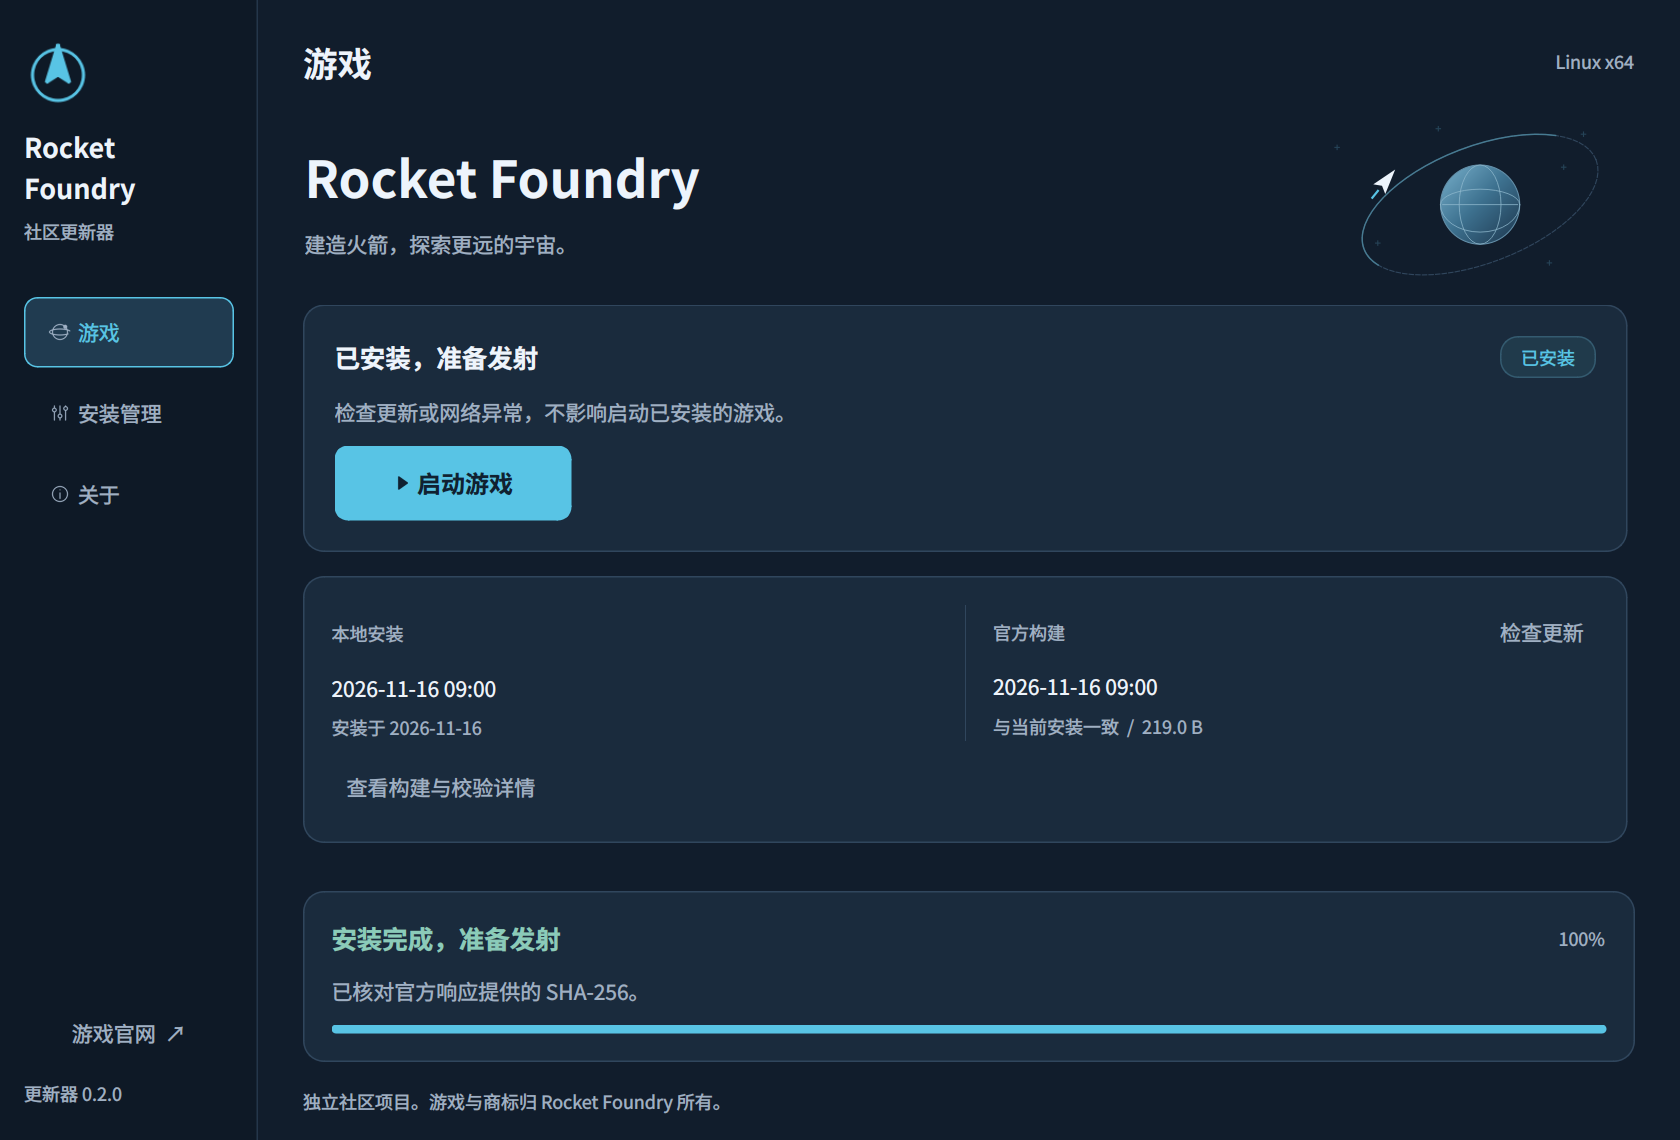 Rocket
Foundry
社区更新器
游戏
安装管理
关于
游戏官网 ↗
更新器 0.2.0
游戏
Linux x64
Rocket Foundry
建造火箭，探索更远的宇宙。
已安装，准备发射
已安装
检查更新或网络异常，不影响启动已安装的游戏。
启动游戏
本地安装
2026-11-16 09:00
安装于 2026-11-16
官方构建
检查更新
2026-11-16 09:00
与当前安装一致 / 219.0 B
查看构建与校验详情
安装完成，准备发射
100%
已核对官方响应提供的 SHA-256。
独立社区项目。游戏与商标归 Rocket Foundry 所有。